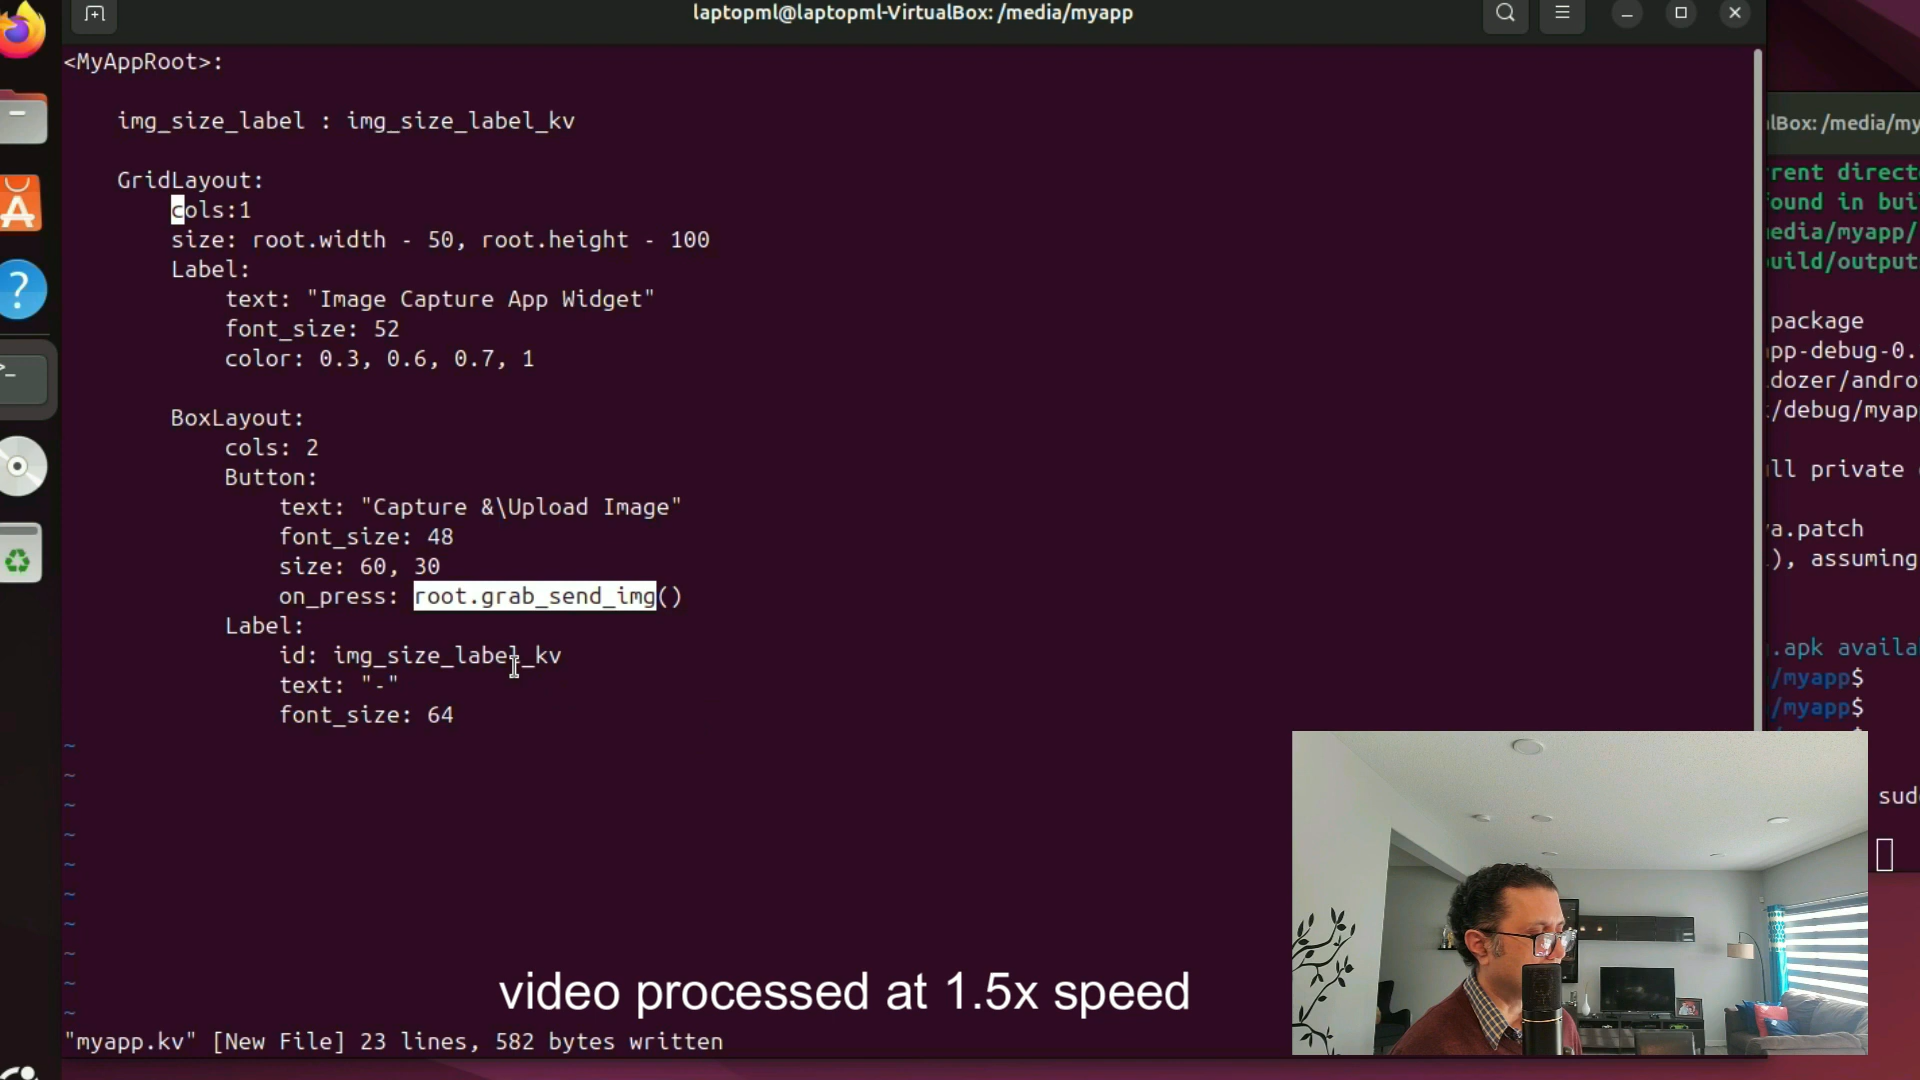 laptopml@laptopml-VirtualBox: /media/myapp
<MyAppRoot>:
img_size_label : img_size_label_kv
GridLayout:
cols:1
size: root.width - 50, root.height - 100
Label:
text: "Image Capture App Widget"
font_size: 52
color: 0.3, 0.6, 0.7, 1
BoxLayout:
cols: 2
Button:
text: "Capture &\Upload Image"
font_size: 48
size: 60, 30
on_press: root.grab_send_img()
Label:
id: img_size_label_kv
text: "-"
font_size: 64
~
~
~
~
~
~
~
~
~
~
"myapp.kv" [New File] 23 lines, 582 bytes written
lBox: /media/my
rent direct
ound in bui
edia/myapp/
uild/output
package
pp-debug-0.
dozer/andro
/debug/myap
ll private
a.patch
), assuming
.apk availa
/myapp$
/myapp$
sud
video processed at 1.5x speed